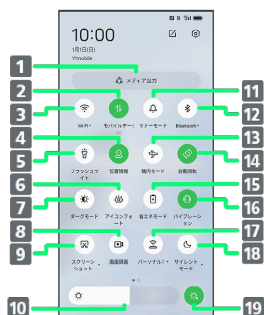 10:00
1月1日(日)
Y!mobile
1
メディア出力
2
11
3
12
Wi-Fi
モバイルデー
マナーモード
Bluetooth
4
13
5
14
フラッシュライト
位置情報
機内モード
自動回転
6
15
7
16
ダークモード
アイコンフォ
ート
省エネモード
バイブレーション
8
17
9
18
スクリーンショット
画面録画
パーソナル
サイレントモード
10
19